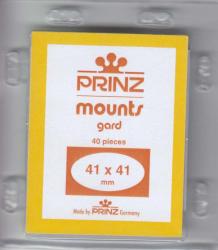 PRINZ
mounts
gard
40 pieces
41 x 41
mm
Made by PRINZ Germany